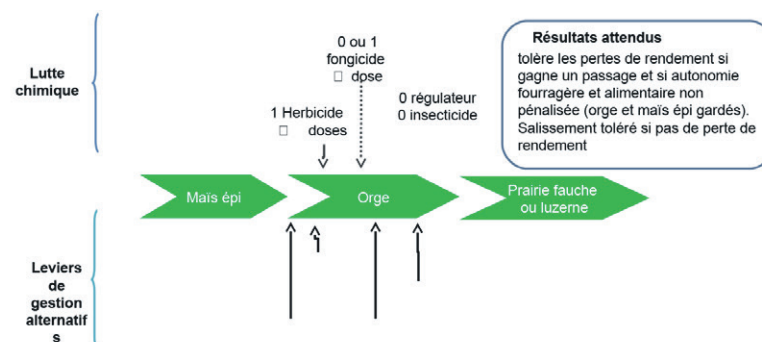 Lutte
chimique
0 ou 1
fongicide
□ dose
1 Herbicide
□ doses
0 régulateur
0 insecticide
Résultats attendus
tolère les pertes de rendement si
gagne un passage et si autonomie
fourragère et alimentaire non
pénalisée (orge et maïs épi gardés).
Salissement toléré si pas de perte de
rendement
Maïs épi
Orge
Prairie fauche
ou luzerne
Leviers
de
gestion
alternatif
s